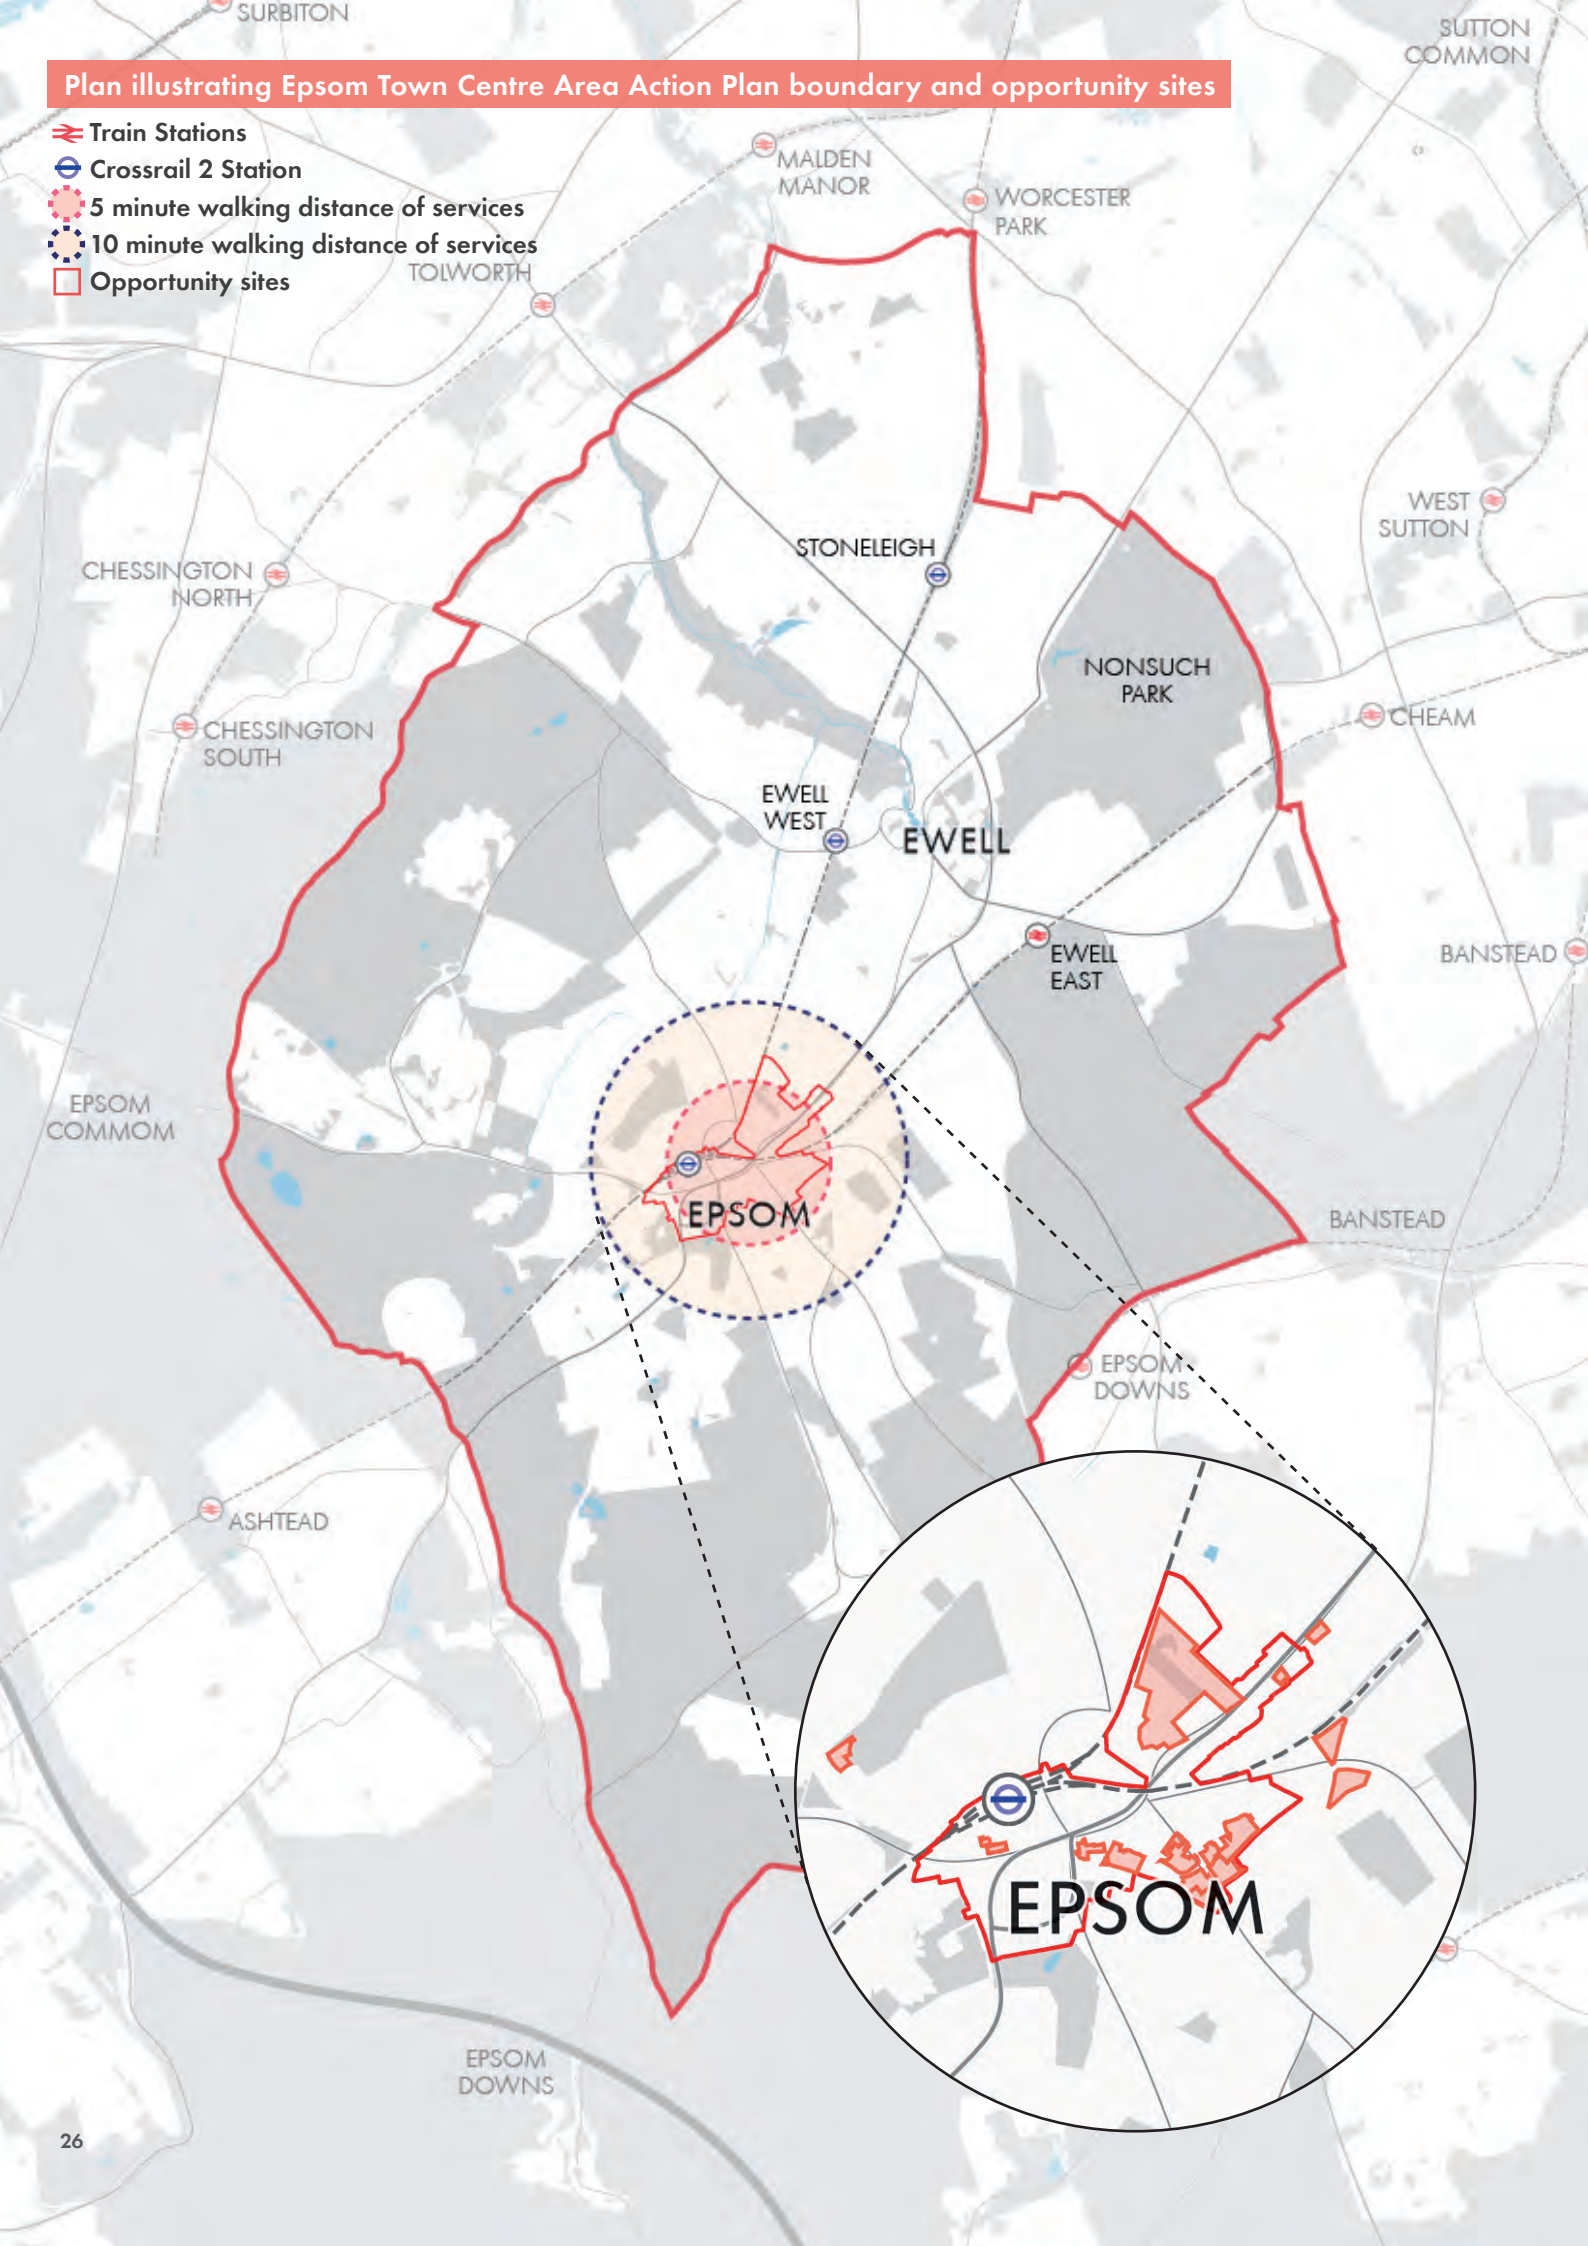 SURBITON
SUTTON
COMMON
Plan illustrating Epsom Town Centre Area Action Plan boundary and opportunity sites
Train Stations
Crossrail 2 Station
5 minute walking distance of services
10 minute walking distance of services
Opportunity sites
MALDEN
MANOR
WORCESTER
PARK
TOLWORTH
WEST
SUTTON
STONELEIGH
CHESSINGTON
NORTH
NONSUCH
PARK
CHESSINGTON
SOUTH
CHEAM
EWELL
WEST
EWELL
EWELL
EAST
BANSTEAD
EPSOM
COMMOM
EPSOM
BANSTEAD
EPSOM
DOWNS
ASHTEAD
EPSOM
EPSOM
DOWNS
26